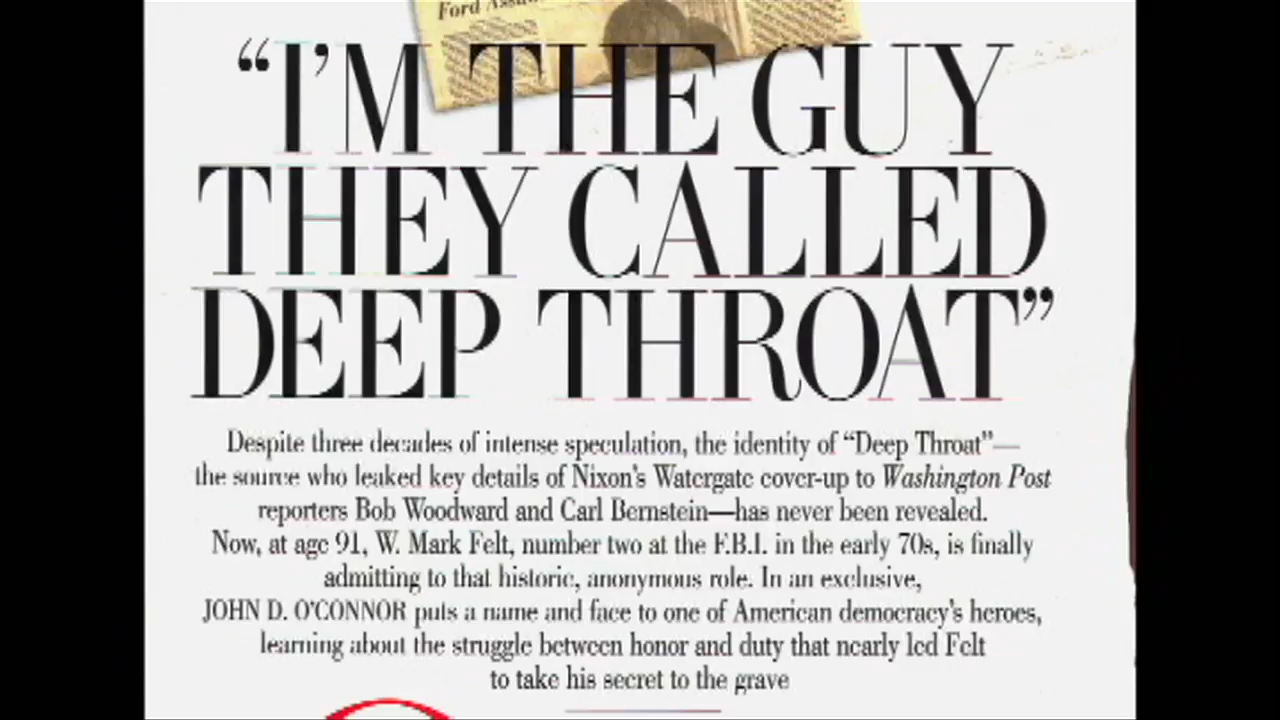 Ford
“I’M THE GUY
THEY CALLED
DEEP THROAT”
Despite three decades of intense speculation, the identity of “Deep Throat”—
the source who leaked key details of Nixon’s Watergate cover-up to Washington Post
reporters Bob Woodward and Carl Bernstein—has never been revealed.
Now, at age 91, W. Mark Felt, number two at the F.B.I. in the early 70s, is finally
admitting to that historic, anonymous role. In an exclusive,
JOHN D. O’CONNOR puts a name and face to one of American democracy’s heroes,
learning about the struggle between honor and duty that nearly led Felt
to take his secret to the grave